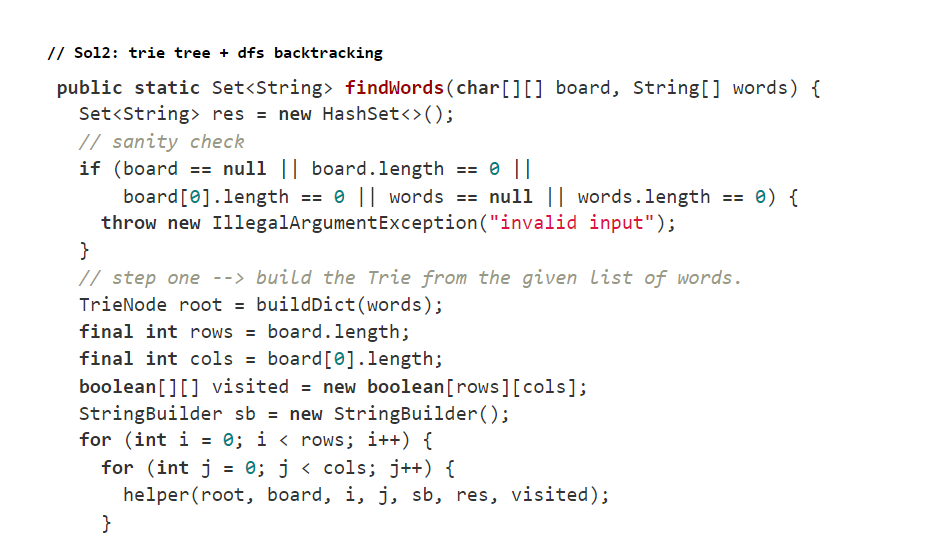 // Sol2: trie tree + dfs backtracking
public static Set<String> findWords(char[][] board, String[] words) {
Set<String> res = new HashSet<>();
// sanity check
if (board == null || board.length == 0 ||
board[0].length == 0 || words == null || words.length == 0) {
throw new IllegalArgumentException("invalid input");
}
// step one --> build the Trie from the given list of words.
TrieNode root = buildDict(words);
final int rows = board.length;
final int cols = board[0].length;
boolean[][] visited = new boolean[rows][cols];
StringBuilder sb = new StringBuilder();
for (int i = 0; i < rows; i++) {
for (int j = 0; j < cols; j++) {
helper(root, board, i, j, sb, res, visited);
}